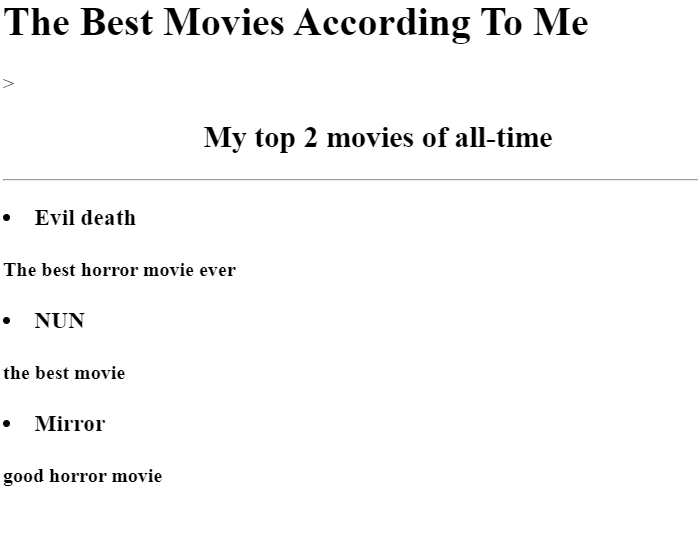 The Best Movies According To Me
>
My top 2 movies of all-time
• Evil death
The best horror movie ever
• NUN
the best movie
• Mirror
good horror movie